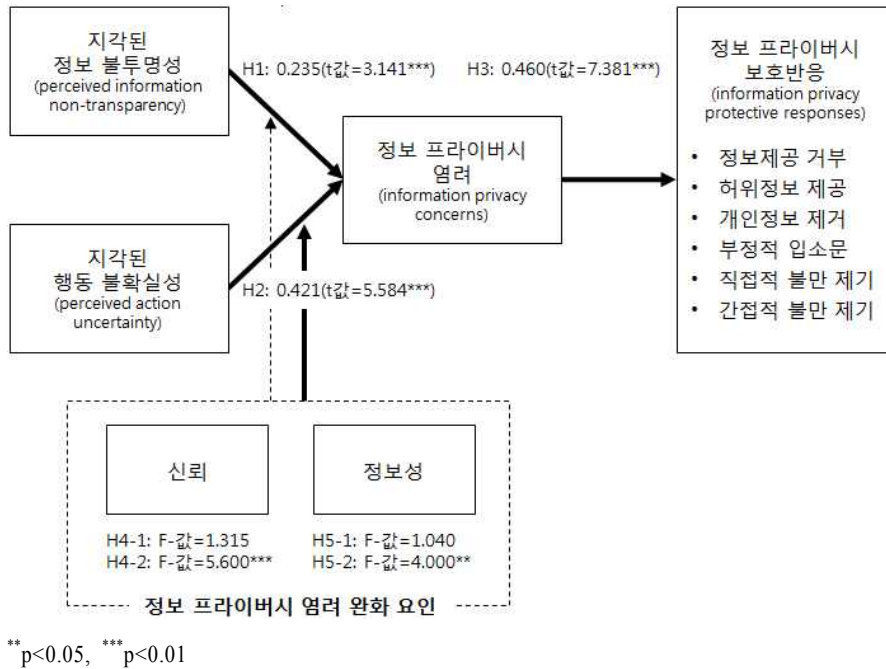 지각된
정보 불투명성
(perceived information
non-transparency)
H1: 0.235(t값=3.141***)
H3: 0.460(t값=7.381***)
정보 프라이버시
보호반응
(information privacy
protective responses)
• 정보제공 거부
• 허위정보 제공
• 개인정보 제거
• 부정적 입소문
• 직접적 불만 제기
• 간접적 불만 제기
정보 프라이버시
염려
(information privacy
concerns)
지각된
행동 불확실성
(perceived action
uncertainty)
H2: 0.421(t값=5.584***)
신뢰
정보성
H4-1: F-값=1.315
H4-2: F-값=5.600***
H5-1: F-값=1.040
H5-2: F-값=4.000**
정보 프라이버시 염려 완화 요인
**p<0.05, ***p<0.01